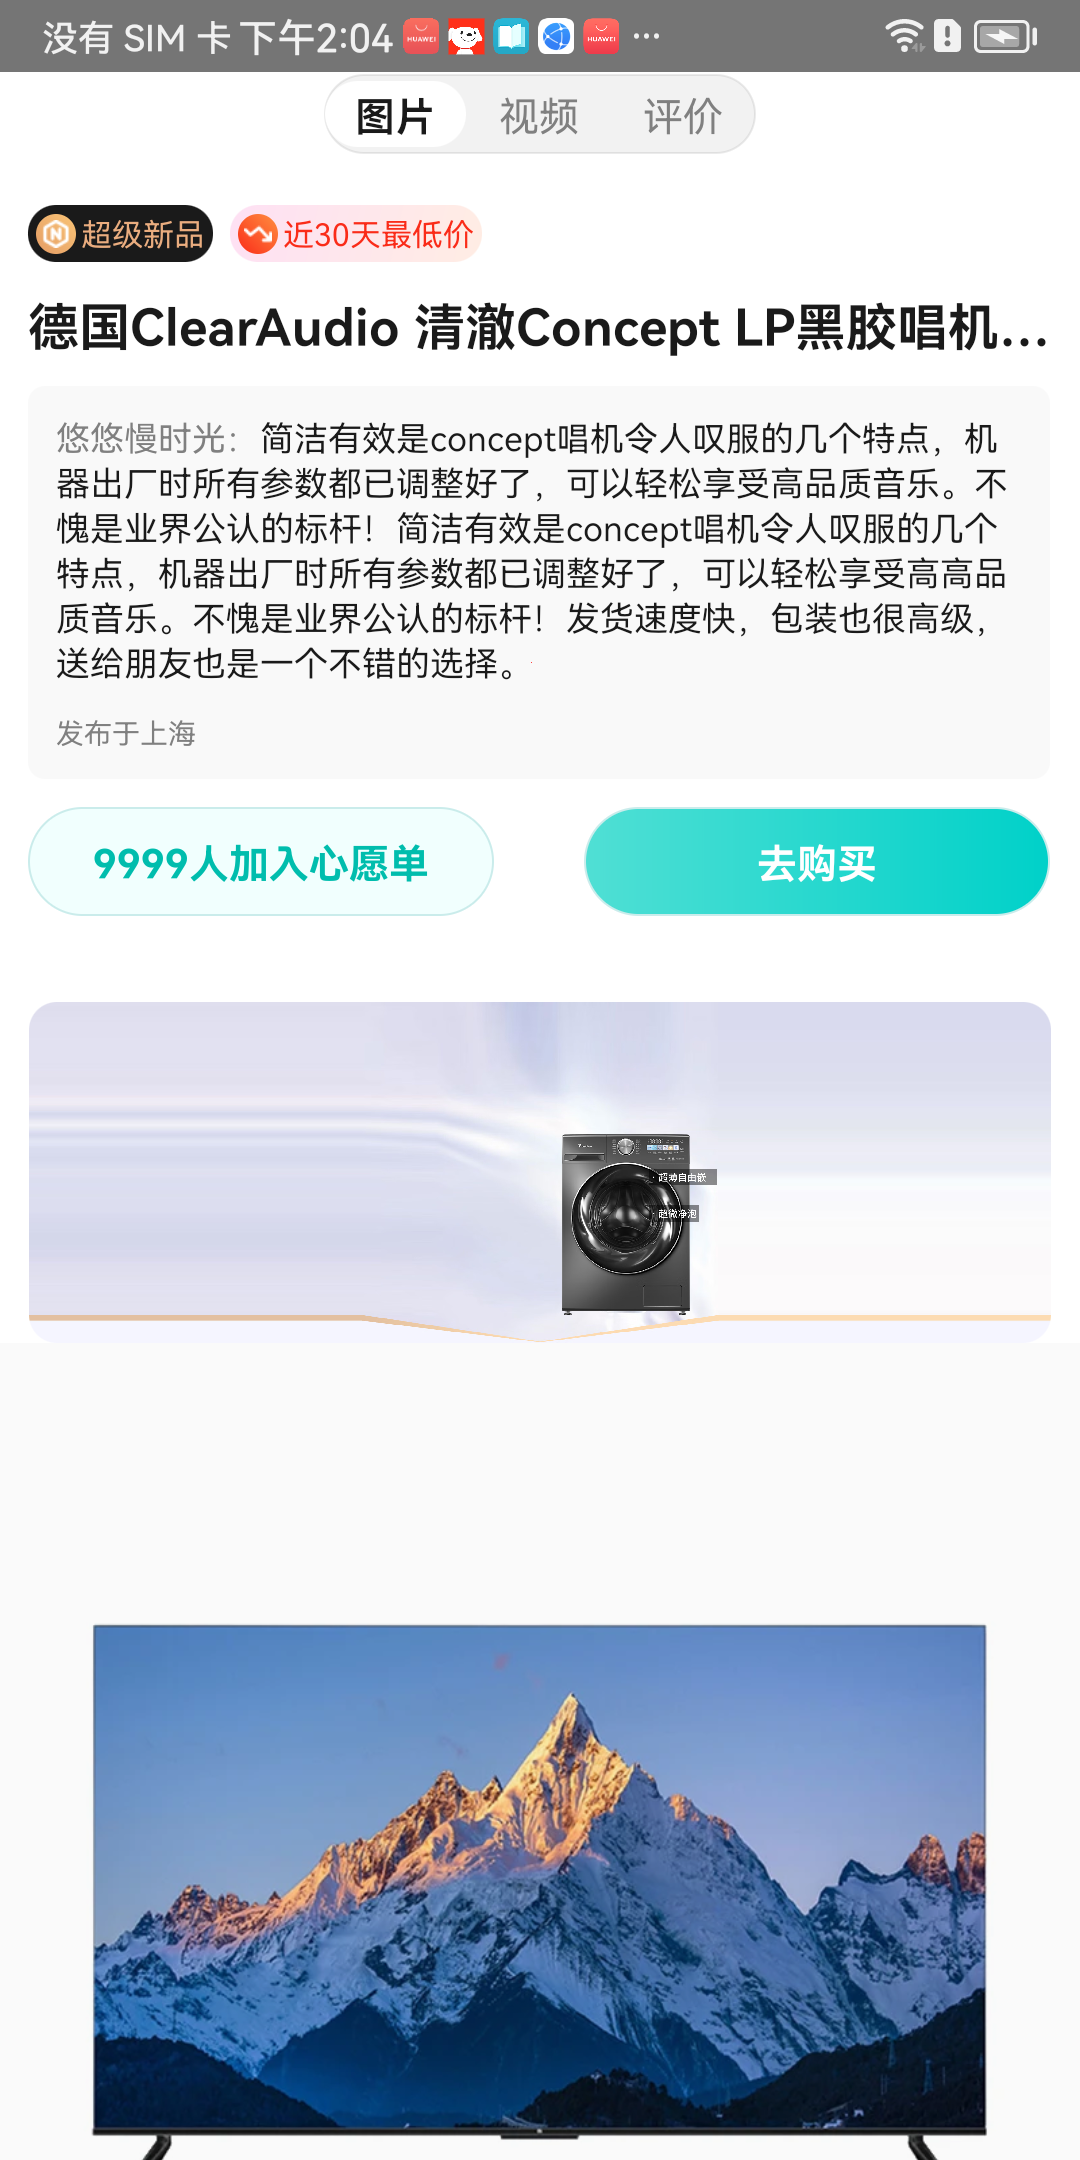 没有 SIM 卡 下午2:04
HUAWEI
HUAWEI
图片 视频 评价
超级新品 近30天最低价
德国ClearAudio 清澈Concept LP黑胶唱机...
悠悠慢时光：简洁有效是concept唱机令人叹服的几个特点，机
器出厂时所有参数都已调整好了，可以轻松享受高品质音乐。不
愧是业界公认的标杆！简洁有效是concept唱机令人叹服的几个
特点，机器出厂时所有参数都已调整好了，可以轻松享受高高品
质音乐。不愧是业界公认的标杆！发货速度快，包装也很高级，
送给朋友也是一个不错的选择。
发布于上海
9999人加入心愿单
去购买
超薄自由嵌
超微净泡